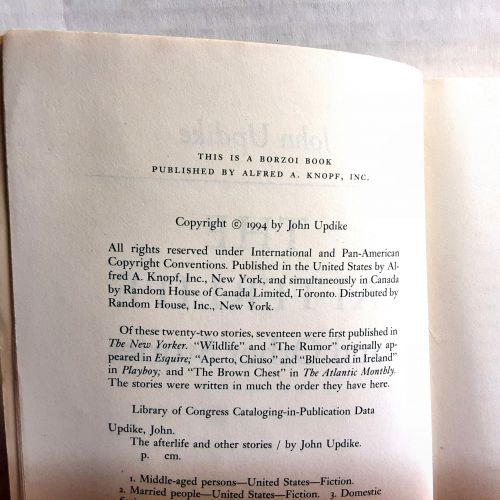 THIS IS A BORZOI BOOK
PUBLISHED BY ALFRED A. KNOPF, INC.
Copyright © 1994 by John Updike
All rights reserved under International and Pan-American
Copyright Conventions. Published in the United States by Al-
fred A. Knopf, Inc., New York, and simultaneously in Canada
by Random House of Canada Limited, Toronto. Distributed by
Random House, Inc., New York.
Of these twenty-two stories, seventeen were first published in
The New Yorker. “Wildlife” and “The Rumor” originally ap-
peared in Esquire; “Aperto, Chiuso” and “Bluebeard in Ireland”
in Playboy; and “The Brown Chest” in The Atlantic Monthly.
The stories were written in much the order they have here.
Library of Congress Cataloging-in-Publication Data
Updike, John.
The afterlife and other stories / by John Updike.
p. cm.
1. Middle-aged persons—United States—Fiction.
2. Married people—United States—Fiction. 3. Domestic